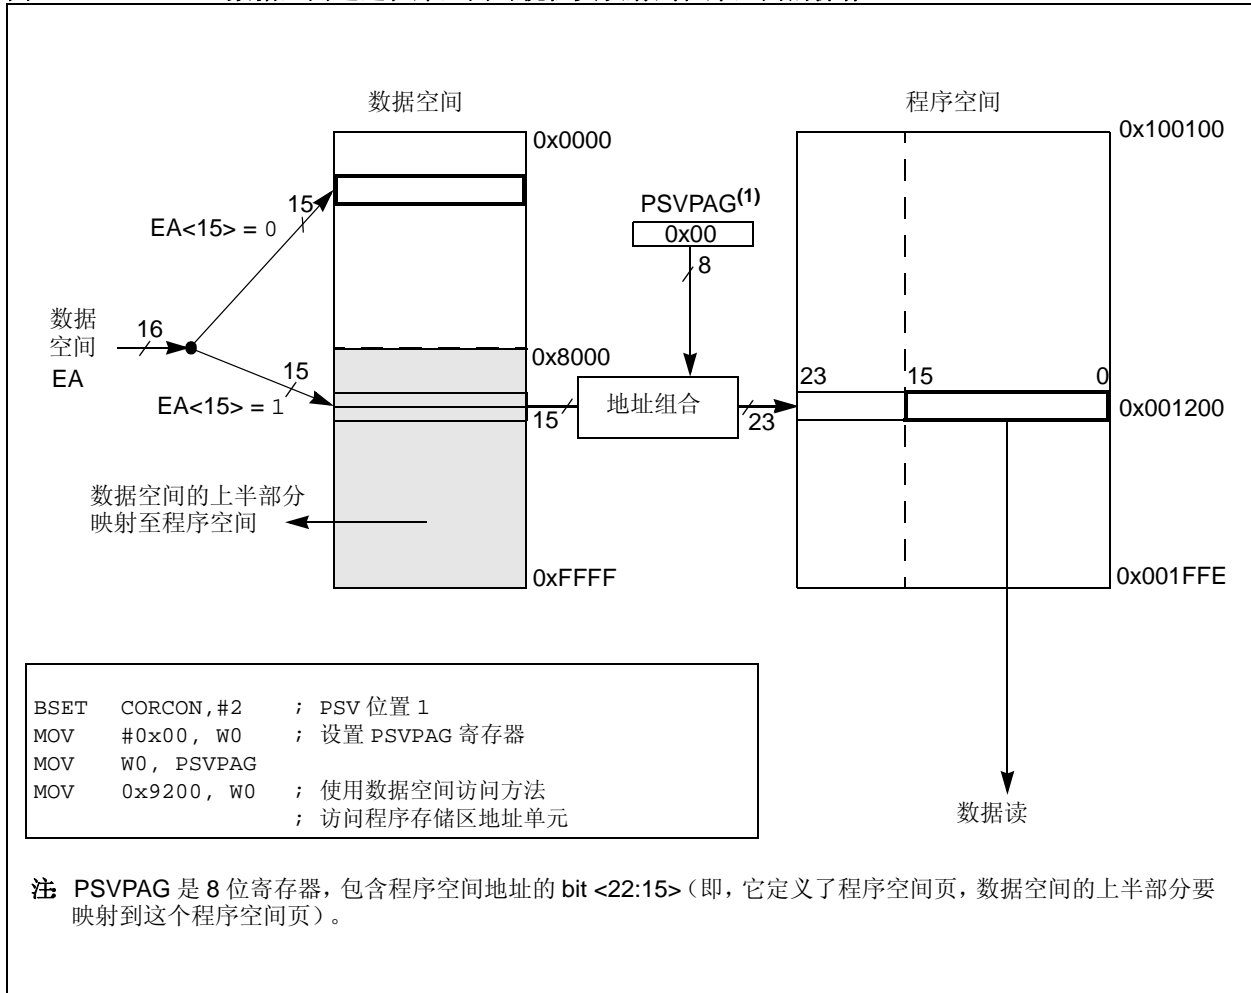 数据空间
程序空间
0x0000
0x100100
15
PSVPAG(1)
EA<15> = 0
0x00
8
数据
空间
EA
16
0x8000
15
23
15
0
EA<15> = 1
地址组合
15
23
0x001200
数据空间的上半部分
映射至程序空间
0xFFFF
0x001FFE
BSET CORCON,#2 ; PSV 位置 1
MOV #0x00, W0 ; 设置 PSVPAG 寄存器
MOV W0, PSVPAG
MOV 0x9200, W0 ; 使用数据空间访问方法
; 访问程序存储区地址单元
数据读
注: PSVPAG 是 8 位寄存器，包含程序空间地址的 bit <22:15>（即，它定义了程序空间页，数据空间的上半部分要
映射到这个程序空间页）。